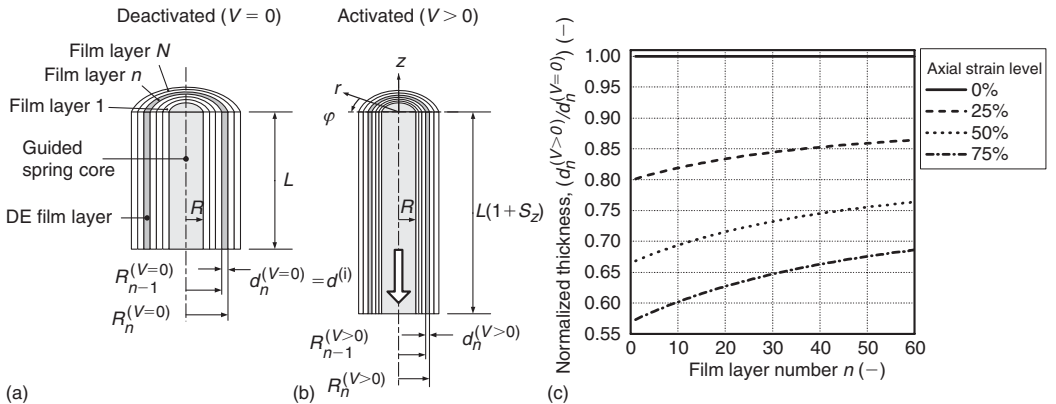 Deactivated (V = 0)
Film layer N
Film layer n
Film layer 1
Guided
spring core
DE film layer
R
L
R_{n−1}^{(V=0)}
d_n^{(V=0)} = d^{(i)}
R_n^{(V=0)}
(a)
Activated (V > 0)
z
r
φ
R
L(1+S_z)
R_{n−1}^{(V>0)}
d_n^{(V>0)}
R_n^{(V>0)}
(b)
Normalized thickness, (d_n^{(V>0)}/d_n^{(V=0)}) (−)
1.00
0.95
0.90
0.85
0.80
0.75
0.70
0.65
0.60
0.55
0 10 20 30 40 50 60
Film layer number n (−)
(c)
Axial strain level
0%
25%
50%
75%